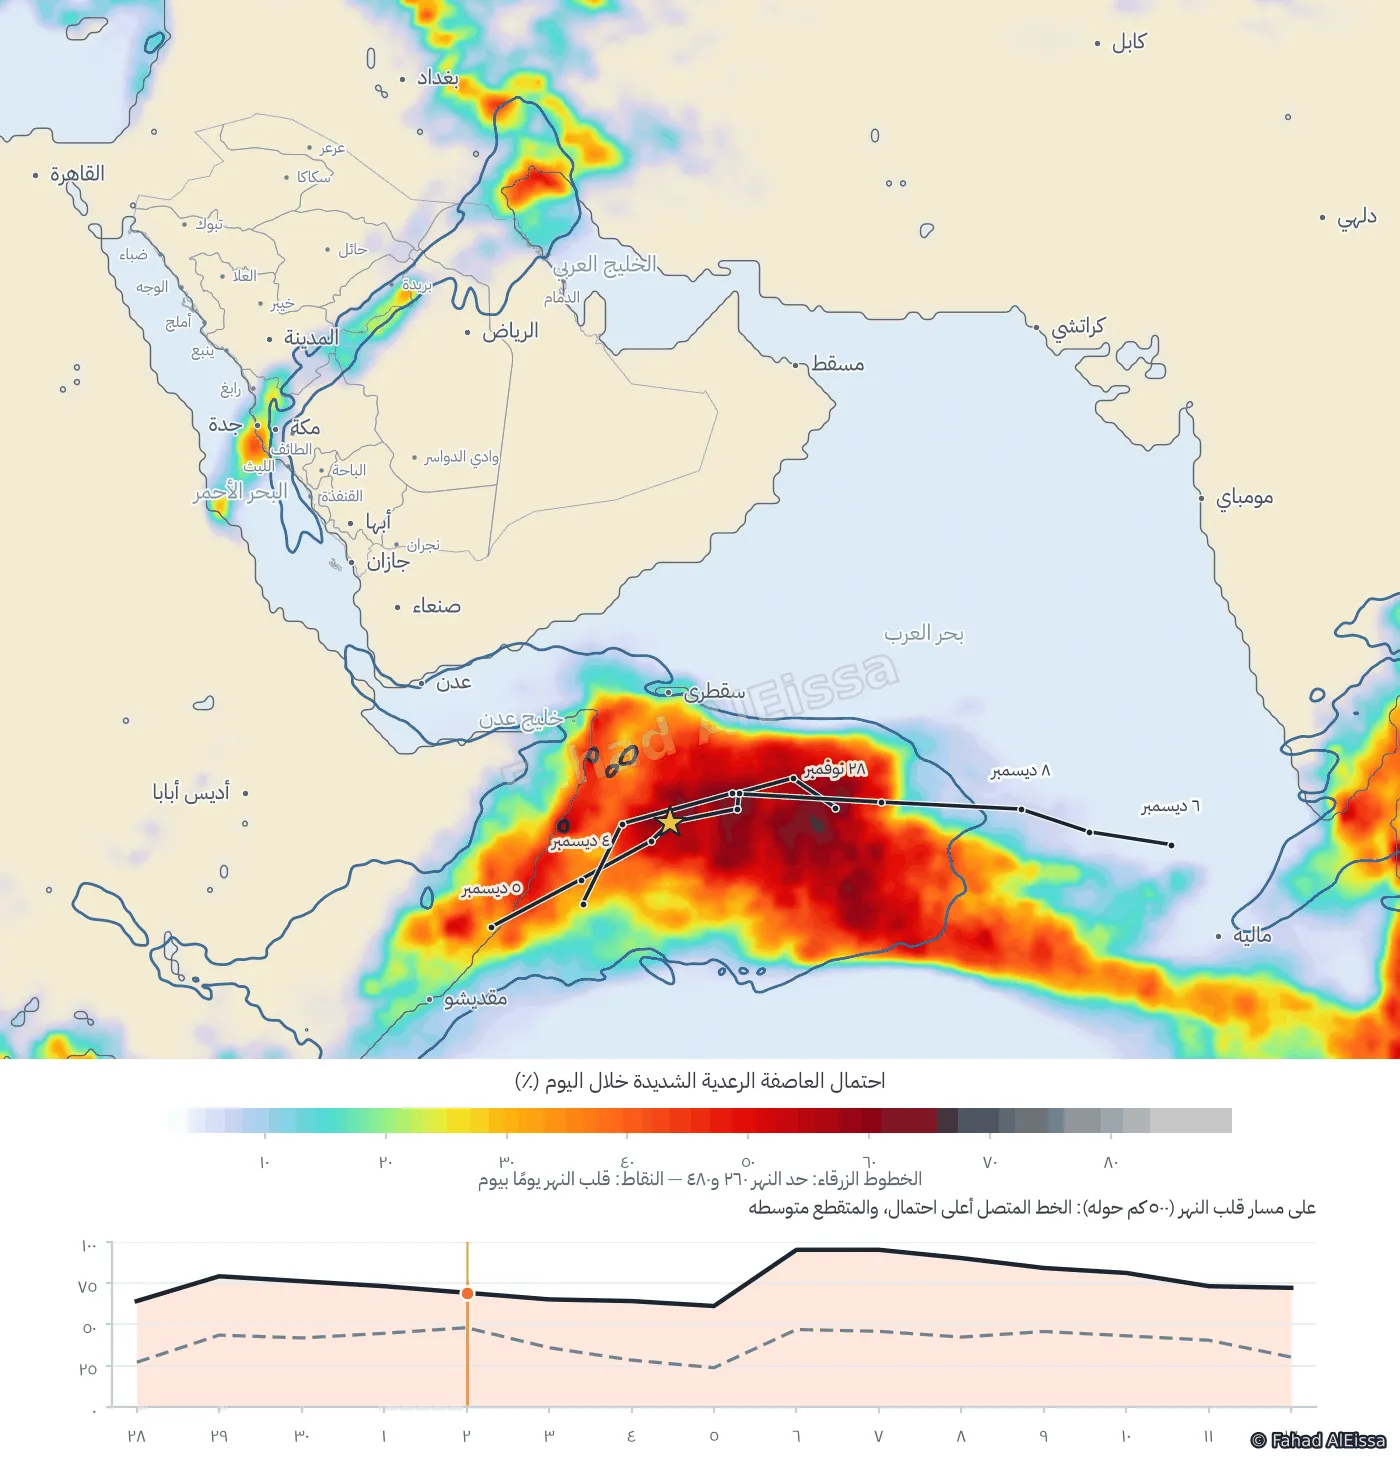 كابل
بغداد
القاهرة
عرعر
سكاكا
دلهي
تبوك
ضباء
حائل
الخليج العربي
العلا
الوجه
بريدة
الدمام
خيبر
أملج
كراتشي
المدينة
الرياض
ينبع
مسقط
رابغ
جدة
مكة
الطائف
وادي الدواسر
الليث
الباحة
البحر الأحمر
القنفذة
مومباي
أبها
نجران
جازان
صنعاء
بحر العرب
عدن
سقطرى
Fahad AlEissa
خليج عدن
٢٨ نوفمبر
٨ ديسمبر
أديس أبابا
٦ ديسمبر
٤ ديسمبر
٥ ديسمبر
ماليه
مقديشو
احتمال العاصفة الرعدية الشديدة خلال اليوم (٪)
١٠ ٢٠ ٣٠ ٤٠ ٥٠ ٦٠ ٧٠ ٨٠
الخطوط الزرقاء: حد النهر ٢٦٠ و٤٨٠ — النقاط: قلب النهر يومًا بيوم
على مسار قلب النهر (٥٠٠ كم حوله): الخط المتصل أعلى احتمال، والمتقطع متوسطه
١٠٠
٧٥
٥٠
٢٥
٠
٢٨ ٢٩ ٣٠ ١ ٢ ٣ ٤ ٥ ٦ ٧ ٨ ٩ ١٠ ١١
© Fahad AlEissa